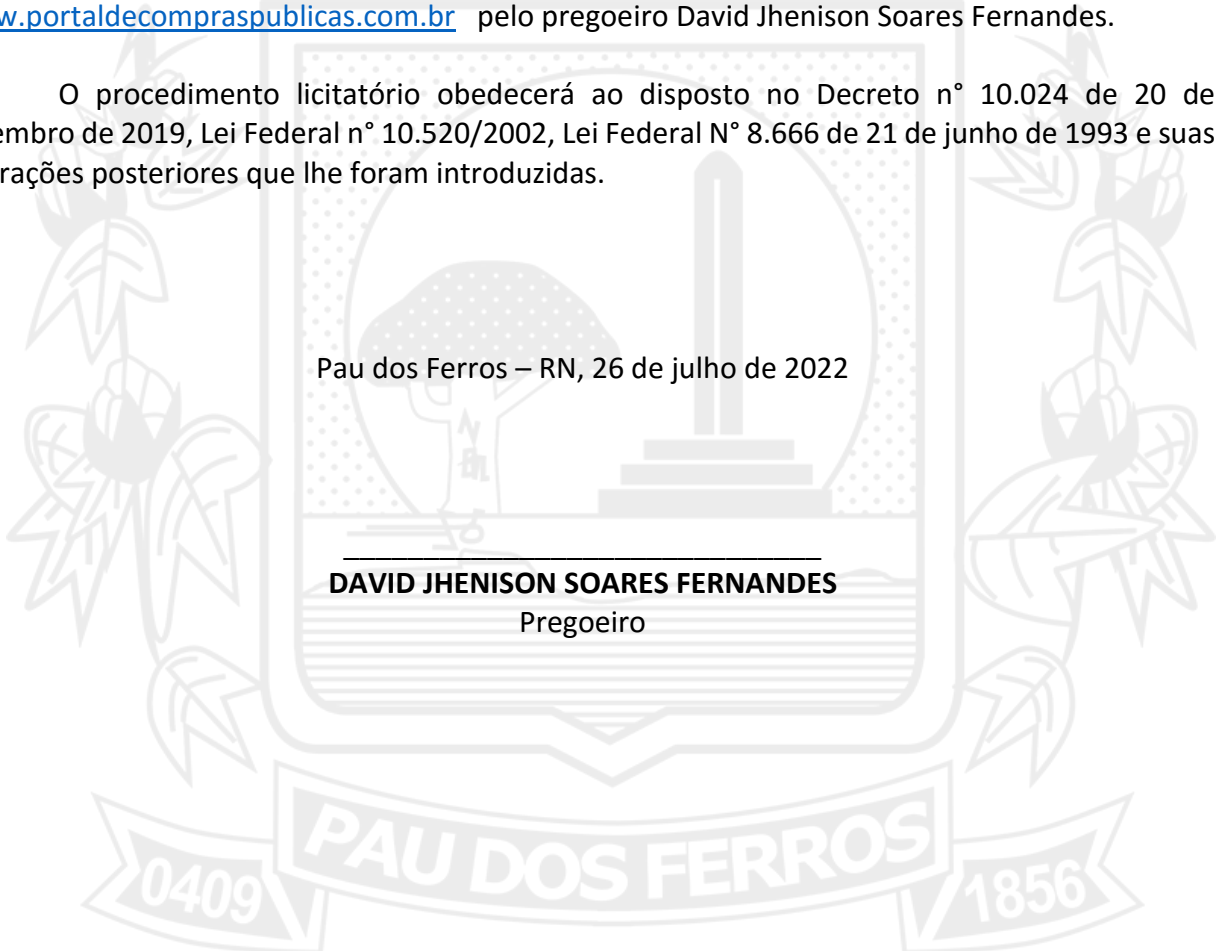 w.portaldecompraspublicas.com.br pelo pregoeiro David Jhenison Soares Fernandes.
O procedimento licitatório obedecerá ao disposto no Decreto n° 10.024 de 20 de
embro de 2019, Lei Federal n° 10.520/2002, Lei Federal N° 8.666 de 21 de junho de 1993 e suas
rações posteriores que lhe foram introduzidas.
Pau dos Ferros – RN, 26 de julho de 2022
DAVID JHENISON SOARES FERNANDES
Pregoeiro
PAU DOS FERROS
0409 1856